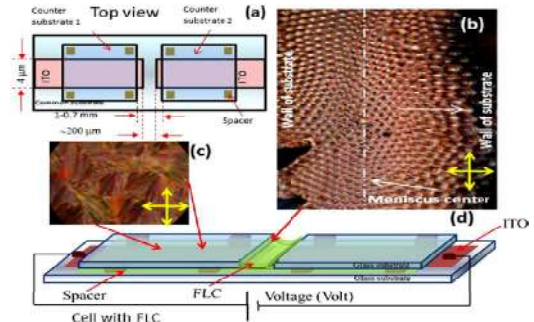 Top view
(a)
Counter
substrate 1
Counter
substrate 2
ITO
ITO
4 µm
Common substrate
1-0.7 mm
~200 µm
Spacer
(b)
Wall of substrate
Wall of substrate
Meniscus center
(c)
(d)
ITO
Glass substrate
Glass substrate
Spacer
FLC
Voltage (Volt)
Cell with FLC